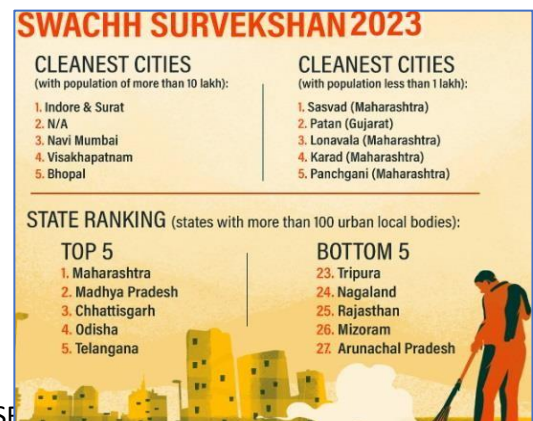 SWACHH SURVEKSHAN 2023
CLEANEST CITIES
(with population of more than 10 lakh):
1. Indore & Surat
2. N/A
3. Navi Mumbai
4. Visakhapatnam
5. Bhopal
CLEANEST CITIES
(with population less than 1 lakh):
1. Sasvad (Maharashtra)
2. Patan (Gujarat)
3. Lonavala (Maharashtra)
4. Karad (Maharashtra)
5. Panchgani (Maharashtra)
STATE RANKING (states with more than 100 urban local bodies):
TOP 5
1. Maharashtra
2. Madhya Pradesh
3. Chhattisgarh
4. Odisha
5. Telangana
BOTTOM 5
23. Tripura
24. Nagaland
25. Rajasthan
26. Mizoram
27. Arunachal Pradesh